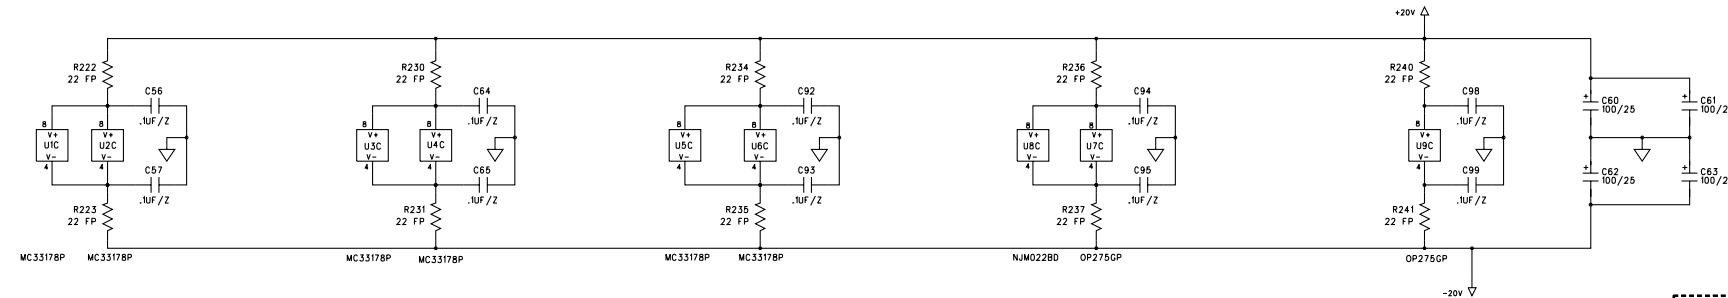 +20V
R222
22 FP
R230
22 FP
R234
22 FP
R236
22 FP
R240
22 FP
C56
.1UF/Z
C64
.1UF/Z
C92
.1UF/Z
C94
.1UF/Z
C98
.1UF/Z
C60
100/25
C61
100/2
8
V+
U1C
V-
4
8
V+
U2C
V-
4
8
V+
U3C
V-
4
8
V+
U4C
V-
4
8
V+
U5C
V-
4
8
V+
U6C
V-
4
8
V+
U8C
V-
4
8
V+
U7C
V-
4
8
V+
U9C
V-
4
C57
.1UF/Z
C65
.1UF/Z
C93
.1UF/Z
C95
.1UF/Z
C99
.1UF/Z
+
+
+
+
C62
100/25
C63
100/2
R223
22 FP
R231
22 FP
R235
22 FP
R237
22 FP
R241
22 FP
MC33178P
MC33178P
MC33178P
MC33178P
MC33178P
MC33178P
NJM022BD
OP275GP
OP275GP
-20V